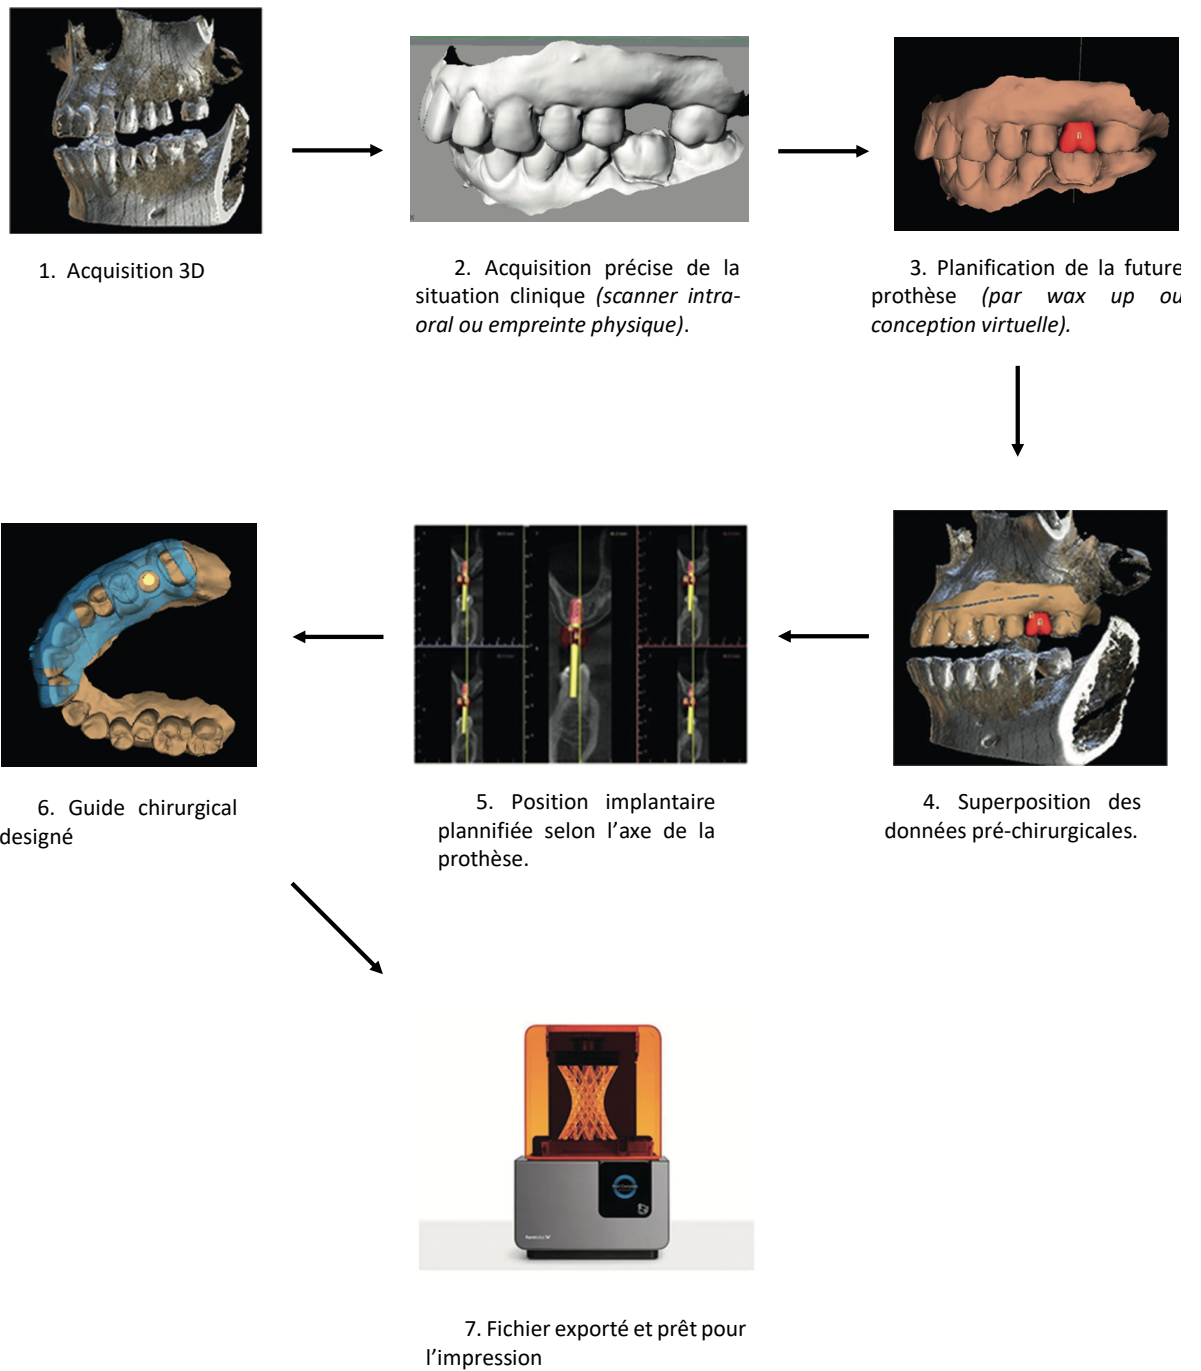 1. Acquisition 3D
2. Acquisition précise de la
situation clinique (scanner intra-
oral ou empreinte physique).
3. Planification de la future
prothèse (par wax up ou
conception virtuelle).
4. Superposition des
données pré-chirurgicales.
5. Position implantaire
plannifiée selon l’axe de la
prothèse.
6. Guide chirurgical
designé
7. Fichier exporté et prêt pour
l’impression